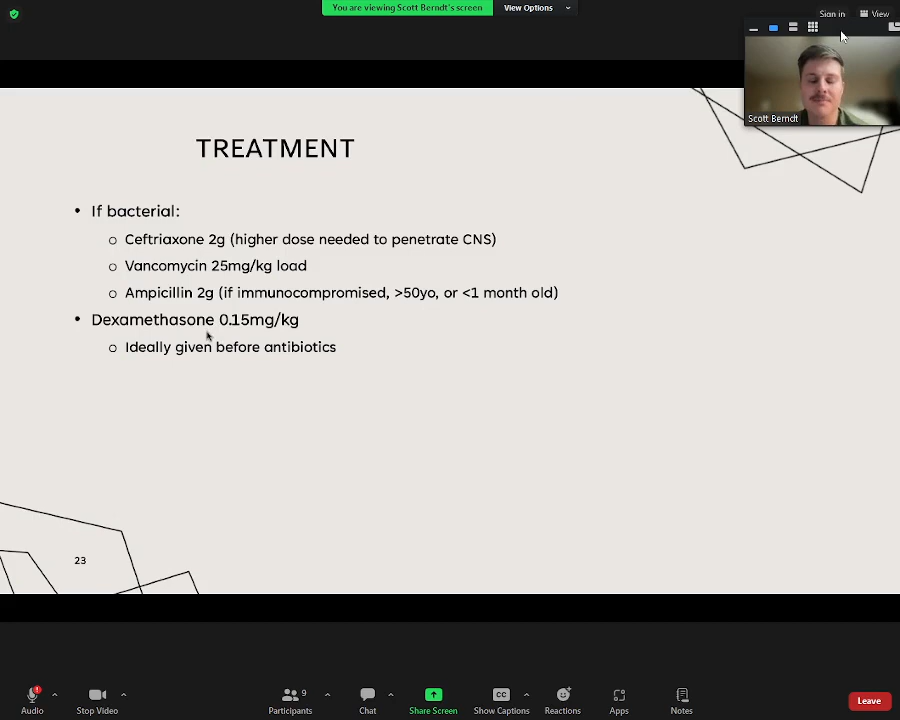 You are viewing Scott Berndt's screen
View Options
Sign in
View
Scott Berndt
TREATMENT
• If bacterial:
o Ceftriaxone 2g (higher dose needed to penetrate CNS)
o Vancomycin 25mg/kg load
o Ampicillin 2g (if immunocompromised, >50yo, or <1 month old)
• Dexamethasone 0.15mg/kg
o Ideally given before antibiotics
23
Audio
Stop Video
9
Participants
Chat
Share Screen
CC
Show Captions
Reactions
Apps
Notes
Leave